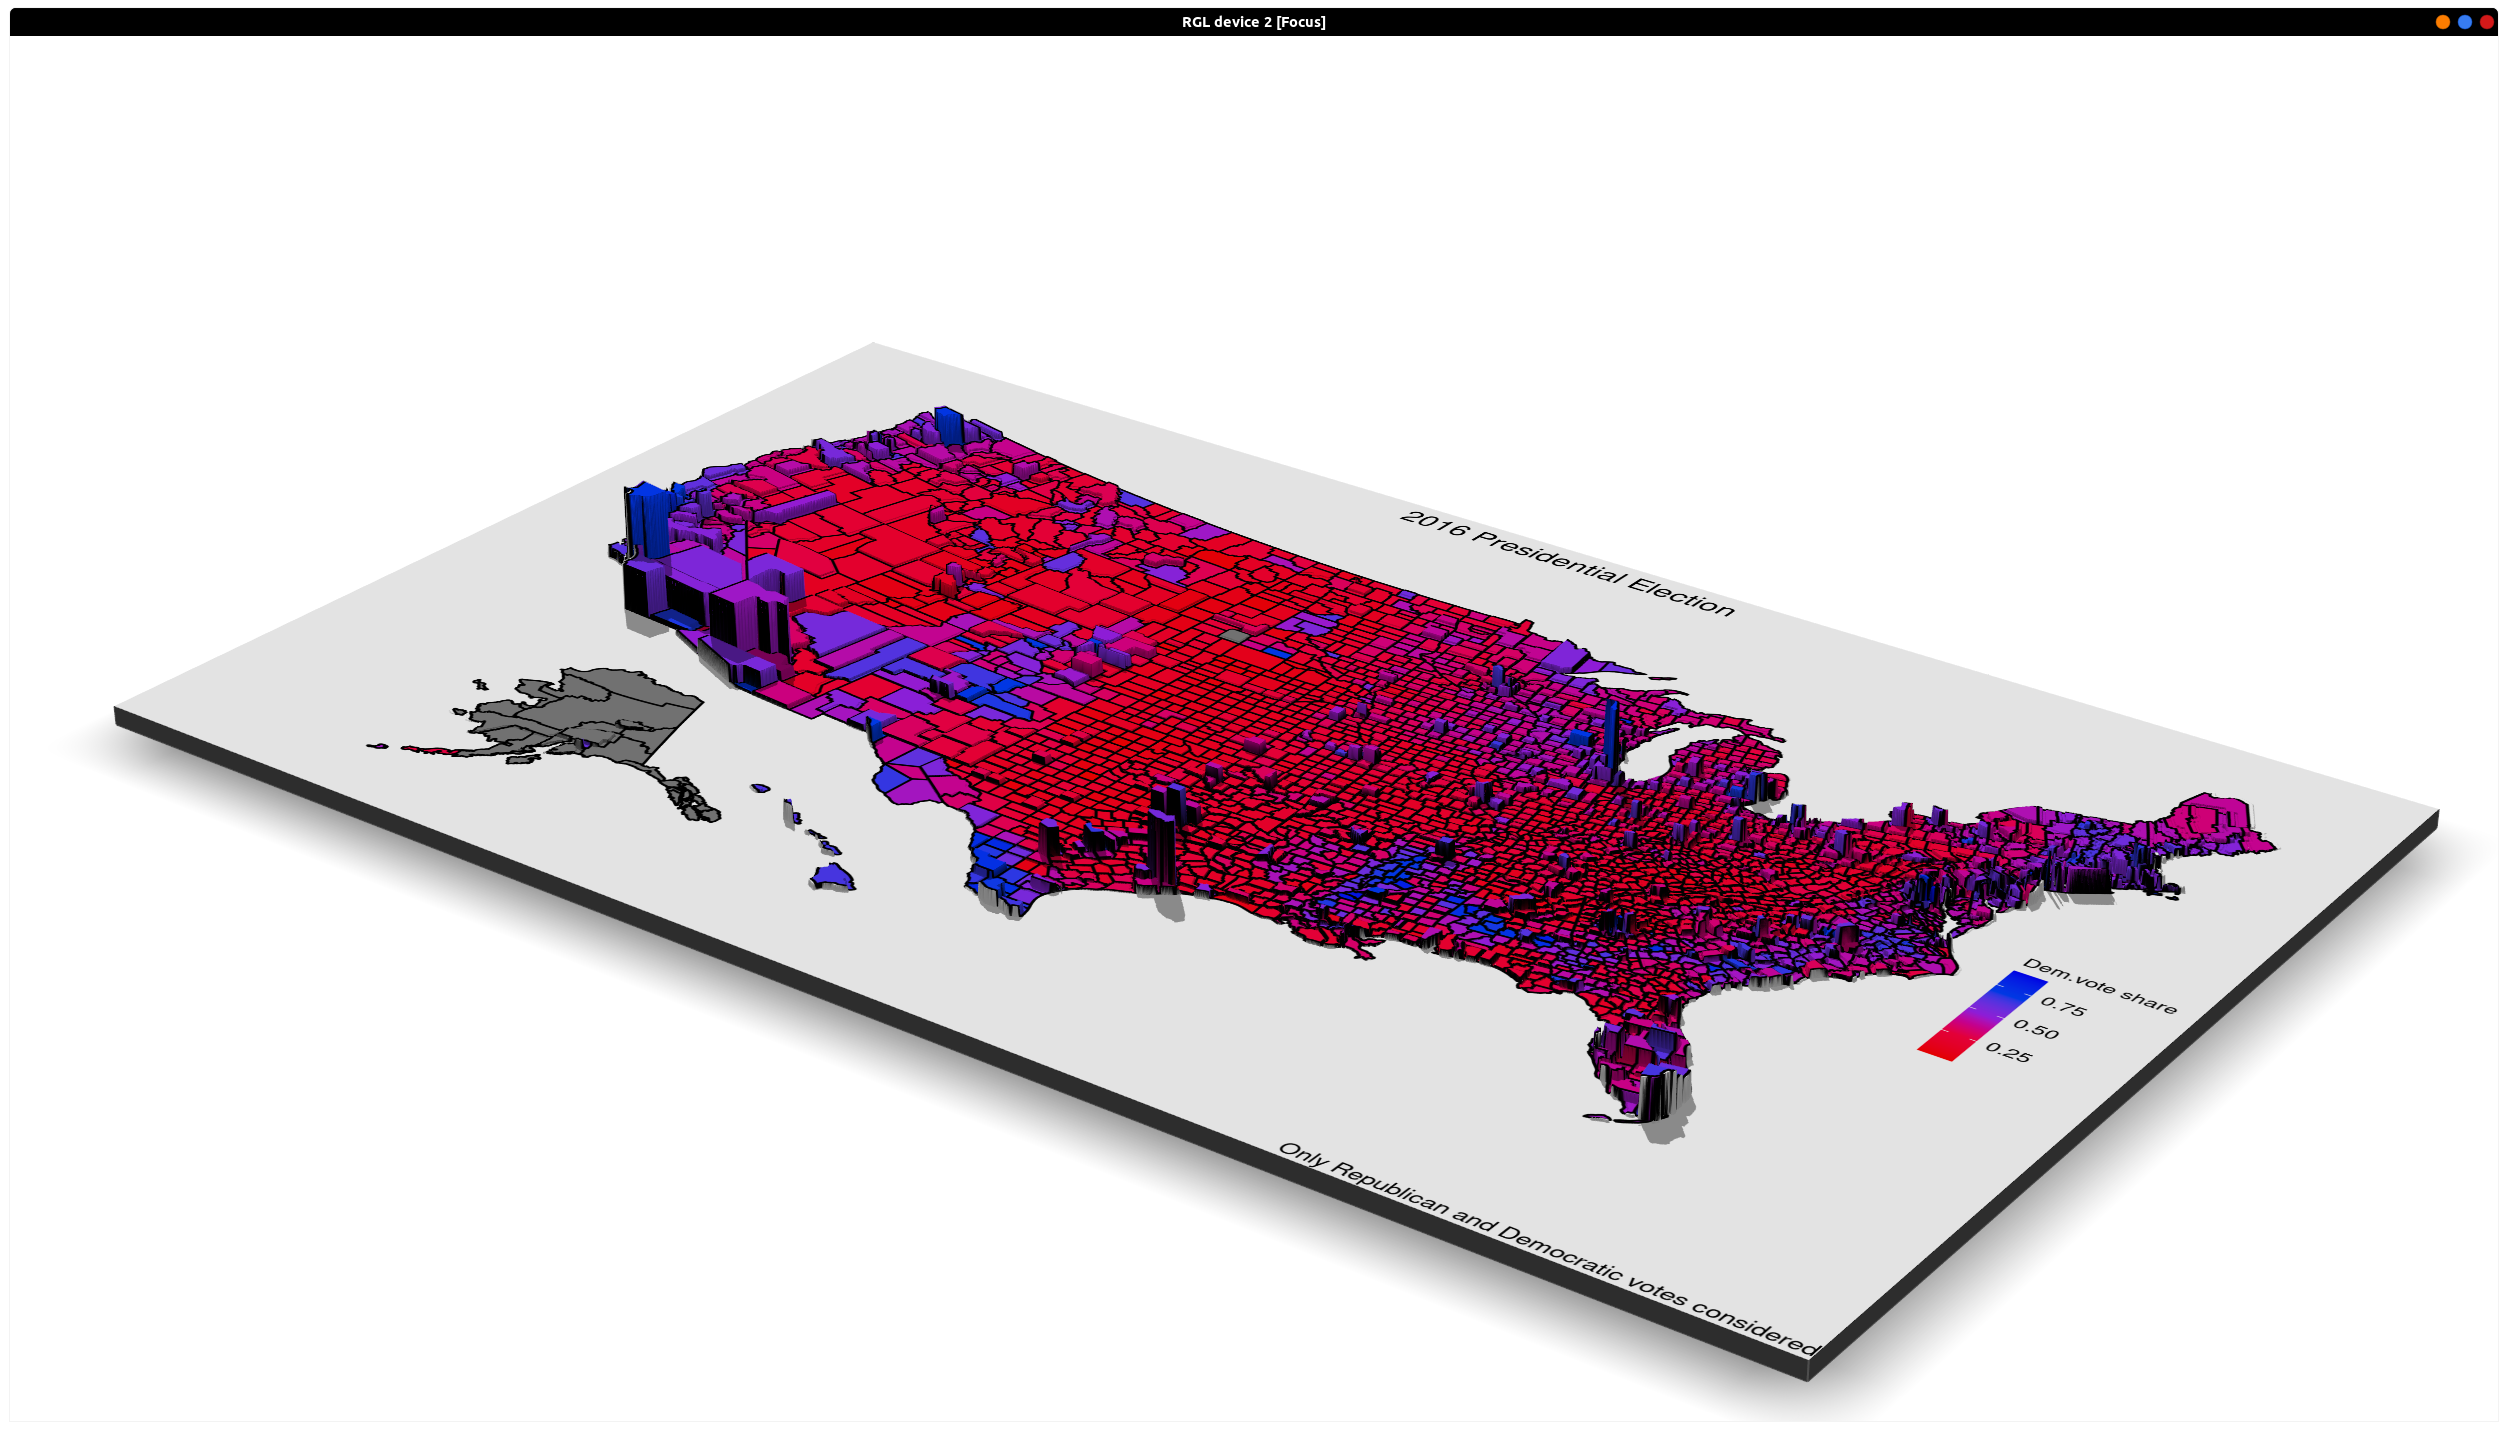 RGL device 2 [Focus]
2016 Presidential Election
Dem.vote share
0.75
0.50
0.25
Only Republican and Democratic votes considered